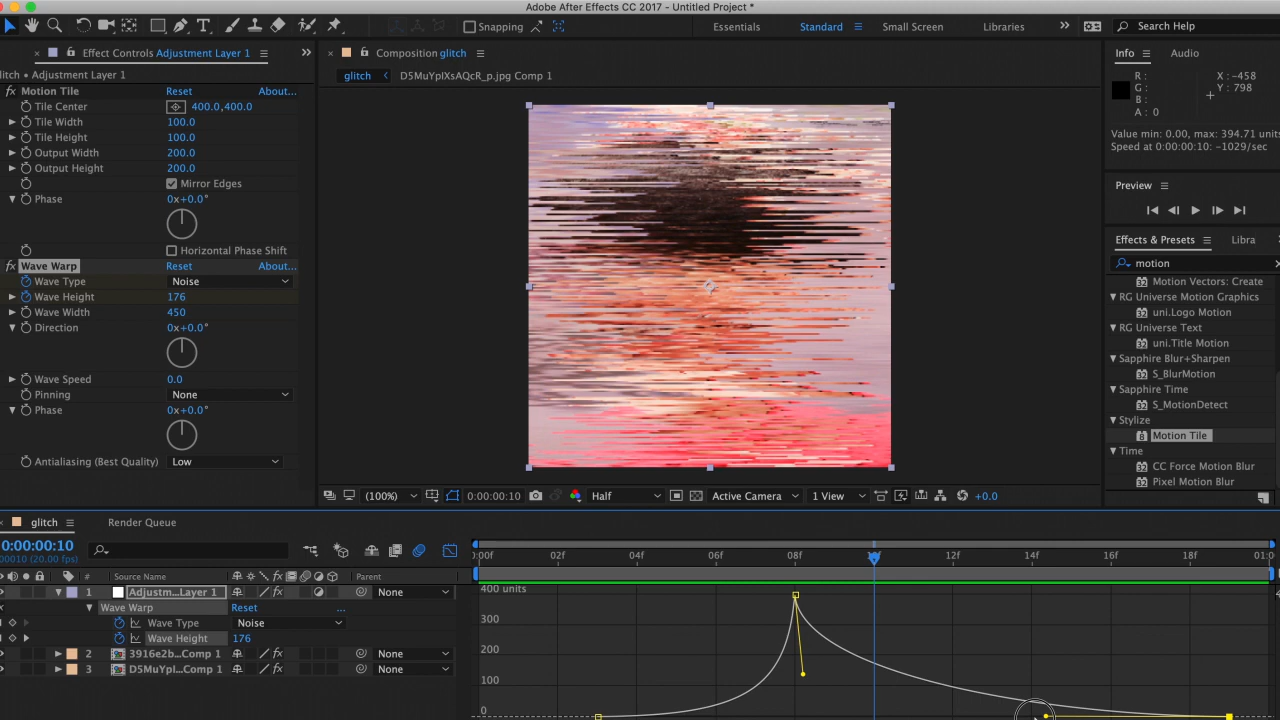 Adobe After Effects CC 2017 - Untitled Project *
Snapping
Essentials
Standard
Small Screen
Libraries
Search Help
Effect Controls Adjustment Layer 1
litch • Adjustment Layer 1
Motion Tile Reset About...
Tile Center 400.0,400.0
Tile Width 100.0
Tile Height 100.0
Output Width 200.0
Output Height 200.0
Mirror Edges
Phase 0x+0.0°
Horizontal Phase Shift
Wave Warp Reset About...
Wave Type Noise
Wave Height 176
Wave Width 450
Direction 0x+0.0°
Wave Speed 0.0
Pinning None
Phase 0x+0.0°
Antialiasing (Best Quality) Low
Composition glitch
glitch D5MuYplXsAQcR_p.jpg Comp 1
(100%) 0:00:00:10 Half Active Camera 1 View +0.0
Info Audio
R : X : -458
G : Y : 798
B :
A : 0
Value min: 0.00, max: 394.71 units
Speed at 0:00:00:10: -1029/sec
Preview
Effects & Presets Libra
motion
Motion Vectors: Create
RG Universe Motion Graphics
uni.Logo Motion
RG Universe Text
uni.Title Motion
Sapphire Blur+Sharpen
S_BlurMotion
Sapphire Time
S_MotionDetect
Stylize
Motion Tile
Time
CC Force Motion Blur
Pixel Motion Blur
glitch Render Queue
0:00:00:10
00010 (20.00 fps)
# Source Name Parent
1 Adjustm...Layer 1 None
Wave Warp Reset ...
Wave Type Noise
Wave Height 176
2 3916e2b...Comp 1 None
3 D5MuYpl...Comp 1 None
:00f 02f 04f 06f 08f 12f 14f 16f 18f 01:0
400 units
300
200
100
0